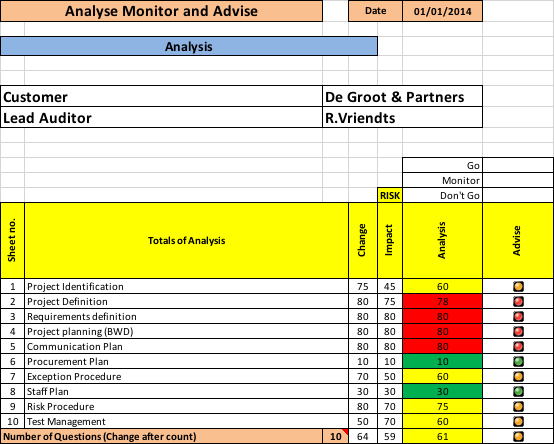 Analyse Monitor and Advise Date 01/01/2014
Analysis
Customer De Groot & Partners
Lead Auditor R.Vriendts
Go
Monitor
RISK Don't Go
Sheet no. Totals of Analysis Change Impact Analysis Advise
1 Project Identification 75 45 60
2 Project Definition 80 75 78
3 Requirements definition 80 80 80
4 Project planning (BWD) 80 80 80
5 Communication Plan 80 80 80
6 Procurement Plan 10 10 10
7 Exception Procedure 70 50 60
8 Staff Plan 30 30 30
9 Risk Procedure 80 70 75
10 Test Management 50 70 60
Number of Questions (Change after count) 10 64 59 61